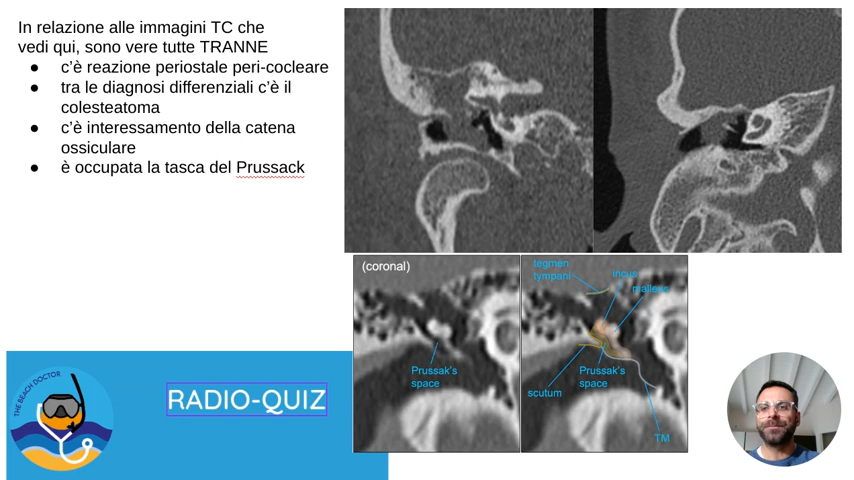 In relazione alle immagini TC che
vedi qui, sono vere tutte TRANNE
● c'è reazione periostale peri-cocleare
● tra le diagnosi differenziali c'è il
colesteatoma
● c'è interessamento della catena
ossiculare
● è occupata la tasca del Prussack
(coronal)
Prussak's
space
tegmen
tympani
incus
malleus
Prussak's
space
scutum
TM
THE BEACH DOCTOR
RADIO-QUIZ